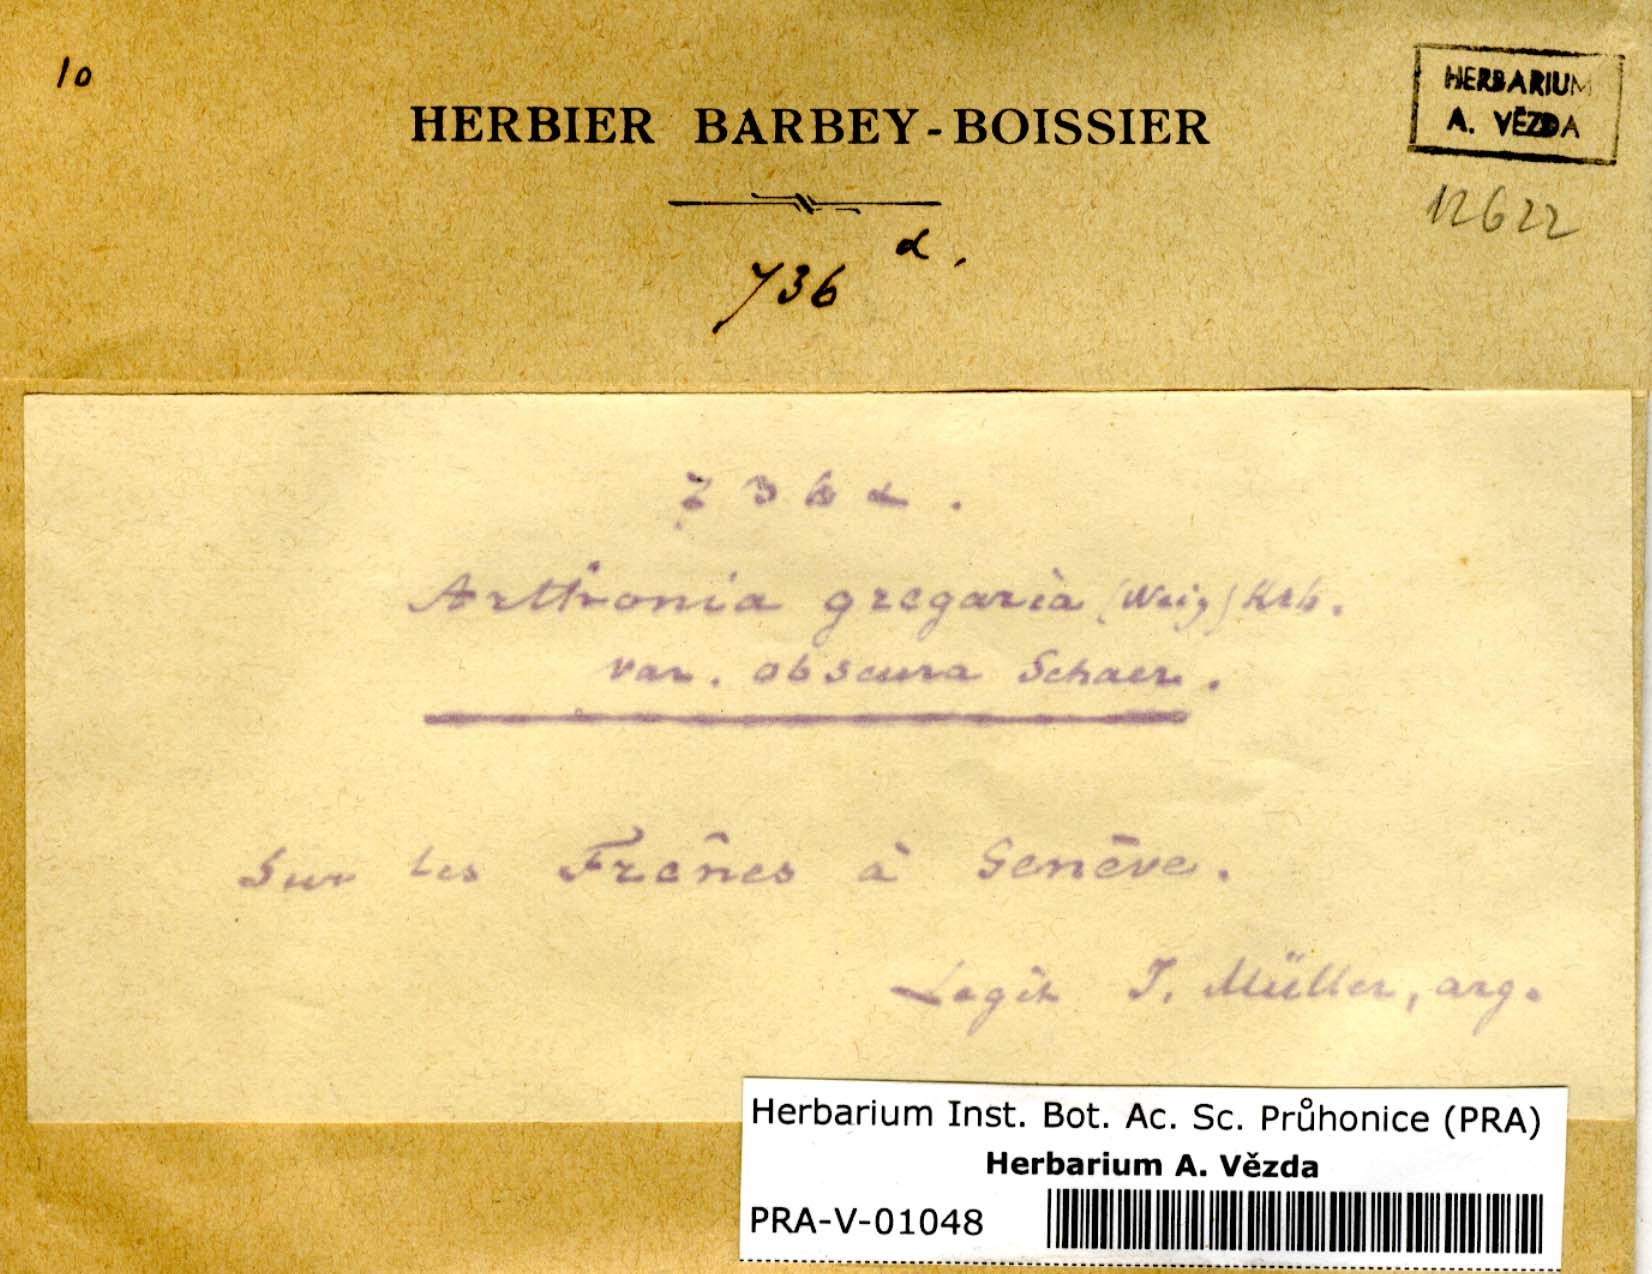 10
HERBARIUM
A. VĚZDA
HERBIER BARBEY-BOISSIER
12622
736 α.
736 α.
Arthonia gregaria (Weig) Krb.
var. obscura Schaer.
Sur les Frênes à Genève.
Legit J. Müller, arg.
Herbarium Inst. Bot. Ac. Sc. Průhonice (PRA)
Herbarium A. Vězda
PRA-V-01048